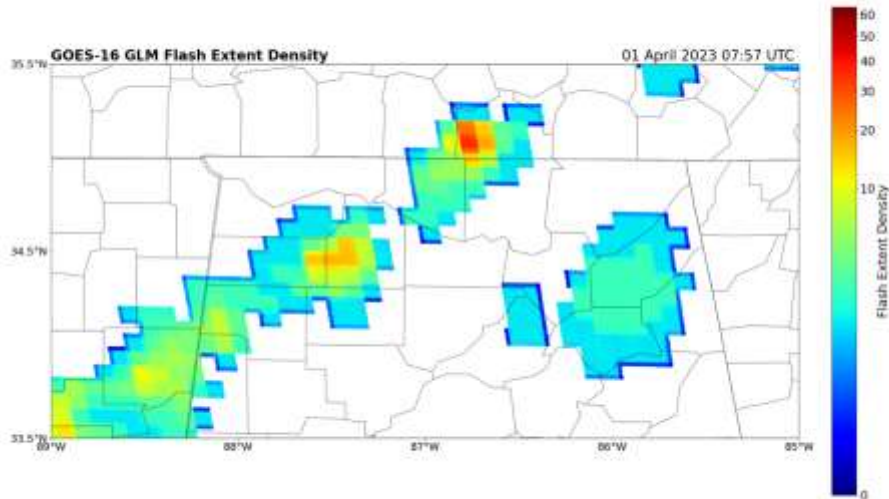 GOES-16 GLM Flash Extent Density
01 April 2023 07:57 UTC
35.5°N
34.5°N
33.5°N
89°W
88°W
87°W
86°W
85°W
60
50
40
30
20
10
0
Flash Extent Density